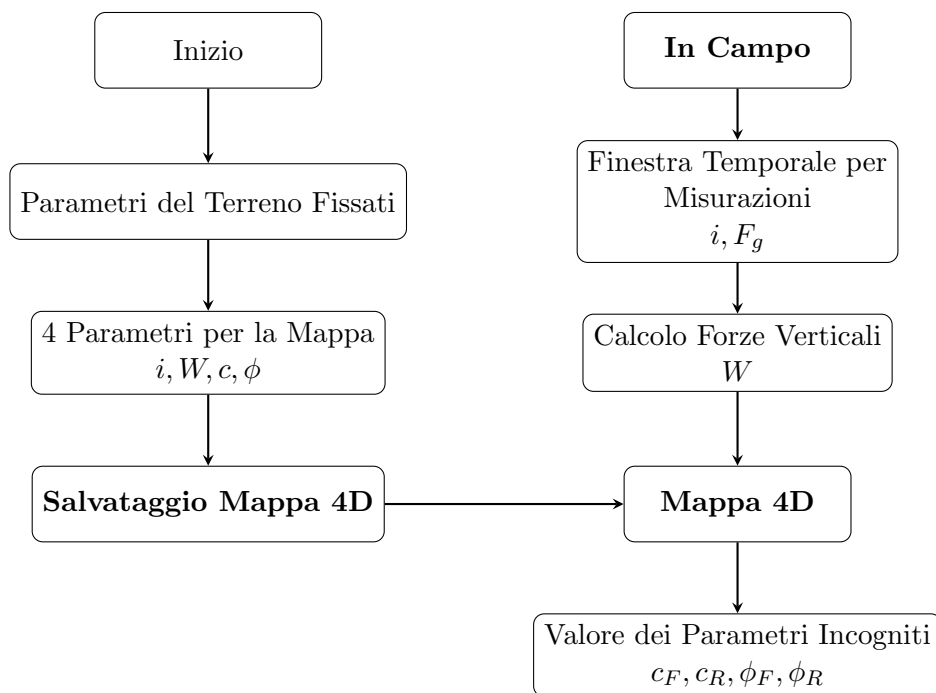 Inizio
Parametri del Terreno Fissati
4 Parametri per la Mappa
i, W, c, ϕ
Salvataggio Mappa 4D
In Campo
Finestra Temporale per
Misurazioni
i, F_g
Calcolo Forze Verticali
W
Mappa 4D
Valore dei Parametri Incogniti
c_F, c_R, ϕ_F, ϕ_R